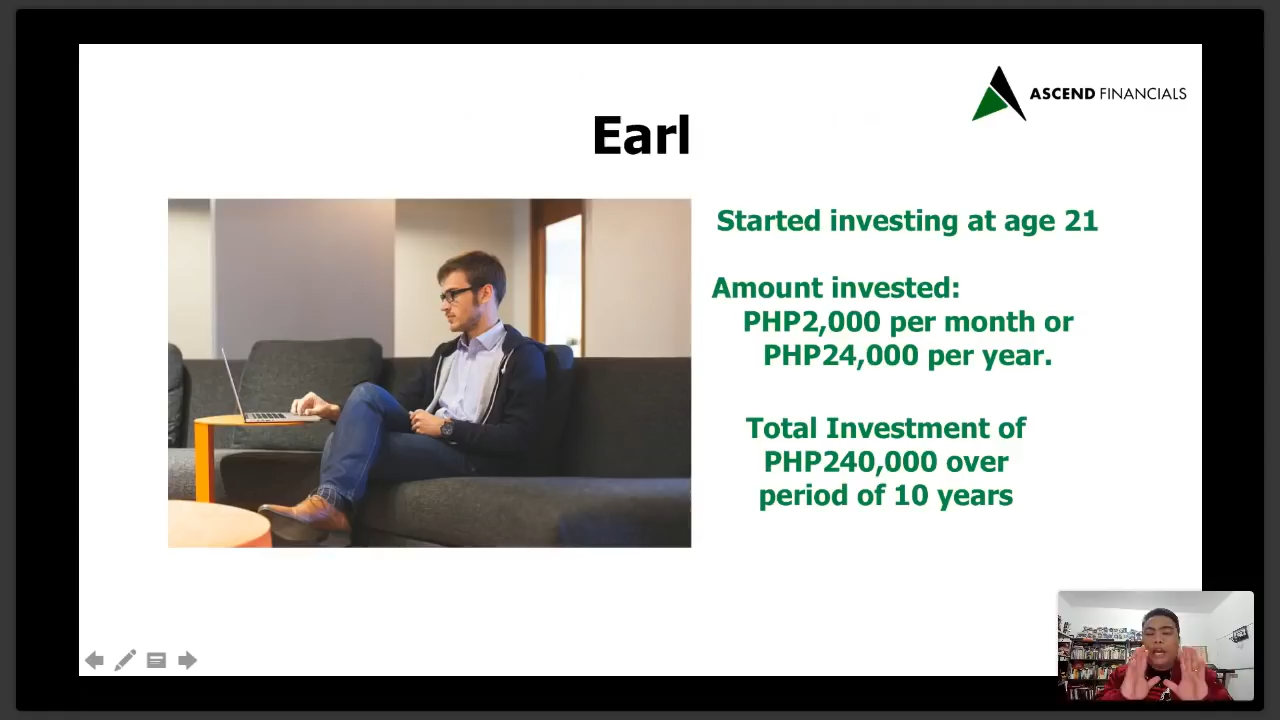 ASCEND FINANCIALS
Earl
Started investing at age 21
Amount invested:
PHP2,000 per month or
PHP24,000 per year.
Total Investment of
PHP240,000 over
period of 10 years